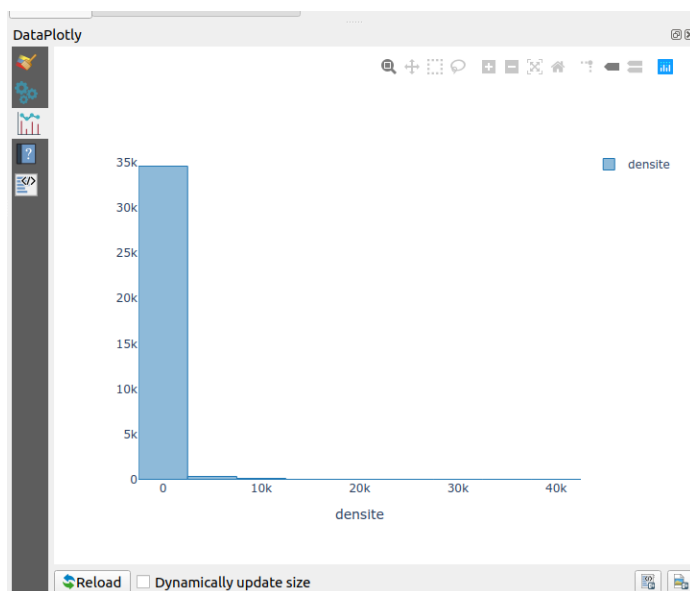 DataPlotly
densite
35k
30k
25k
20k
15k
10k
5k
0
0 10k 20k 30k 40k
densite
Reload Dynamically update size